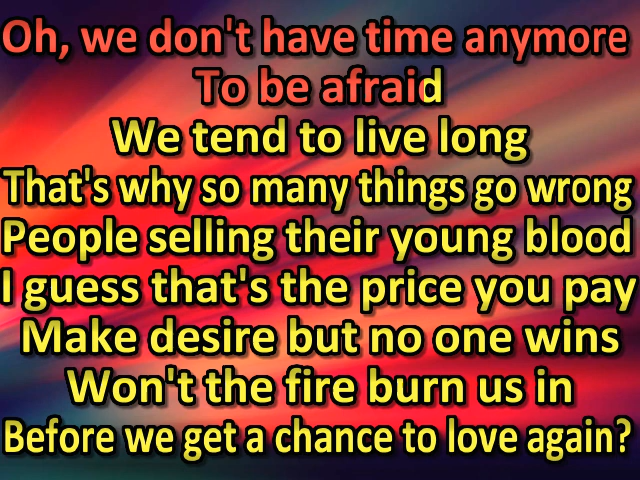 Oh, we don't have time anymore
To be afraid
We tend to live long
That's why so many things go wrong
People selling their young blood
I guess that's the price you pay
Make desire but no one wins
Won't the fire burn us in
Before we get a chance to love again?